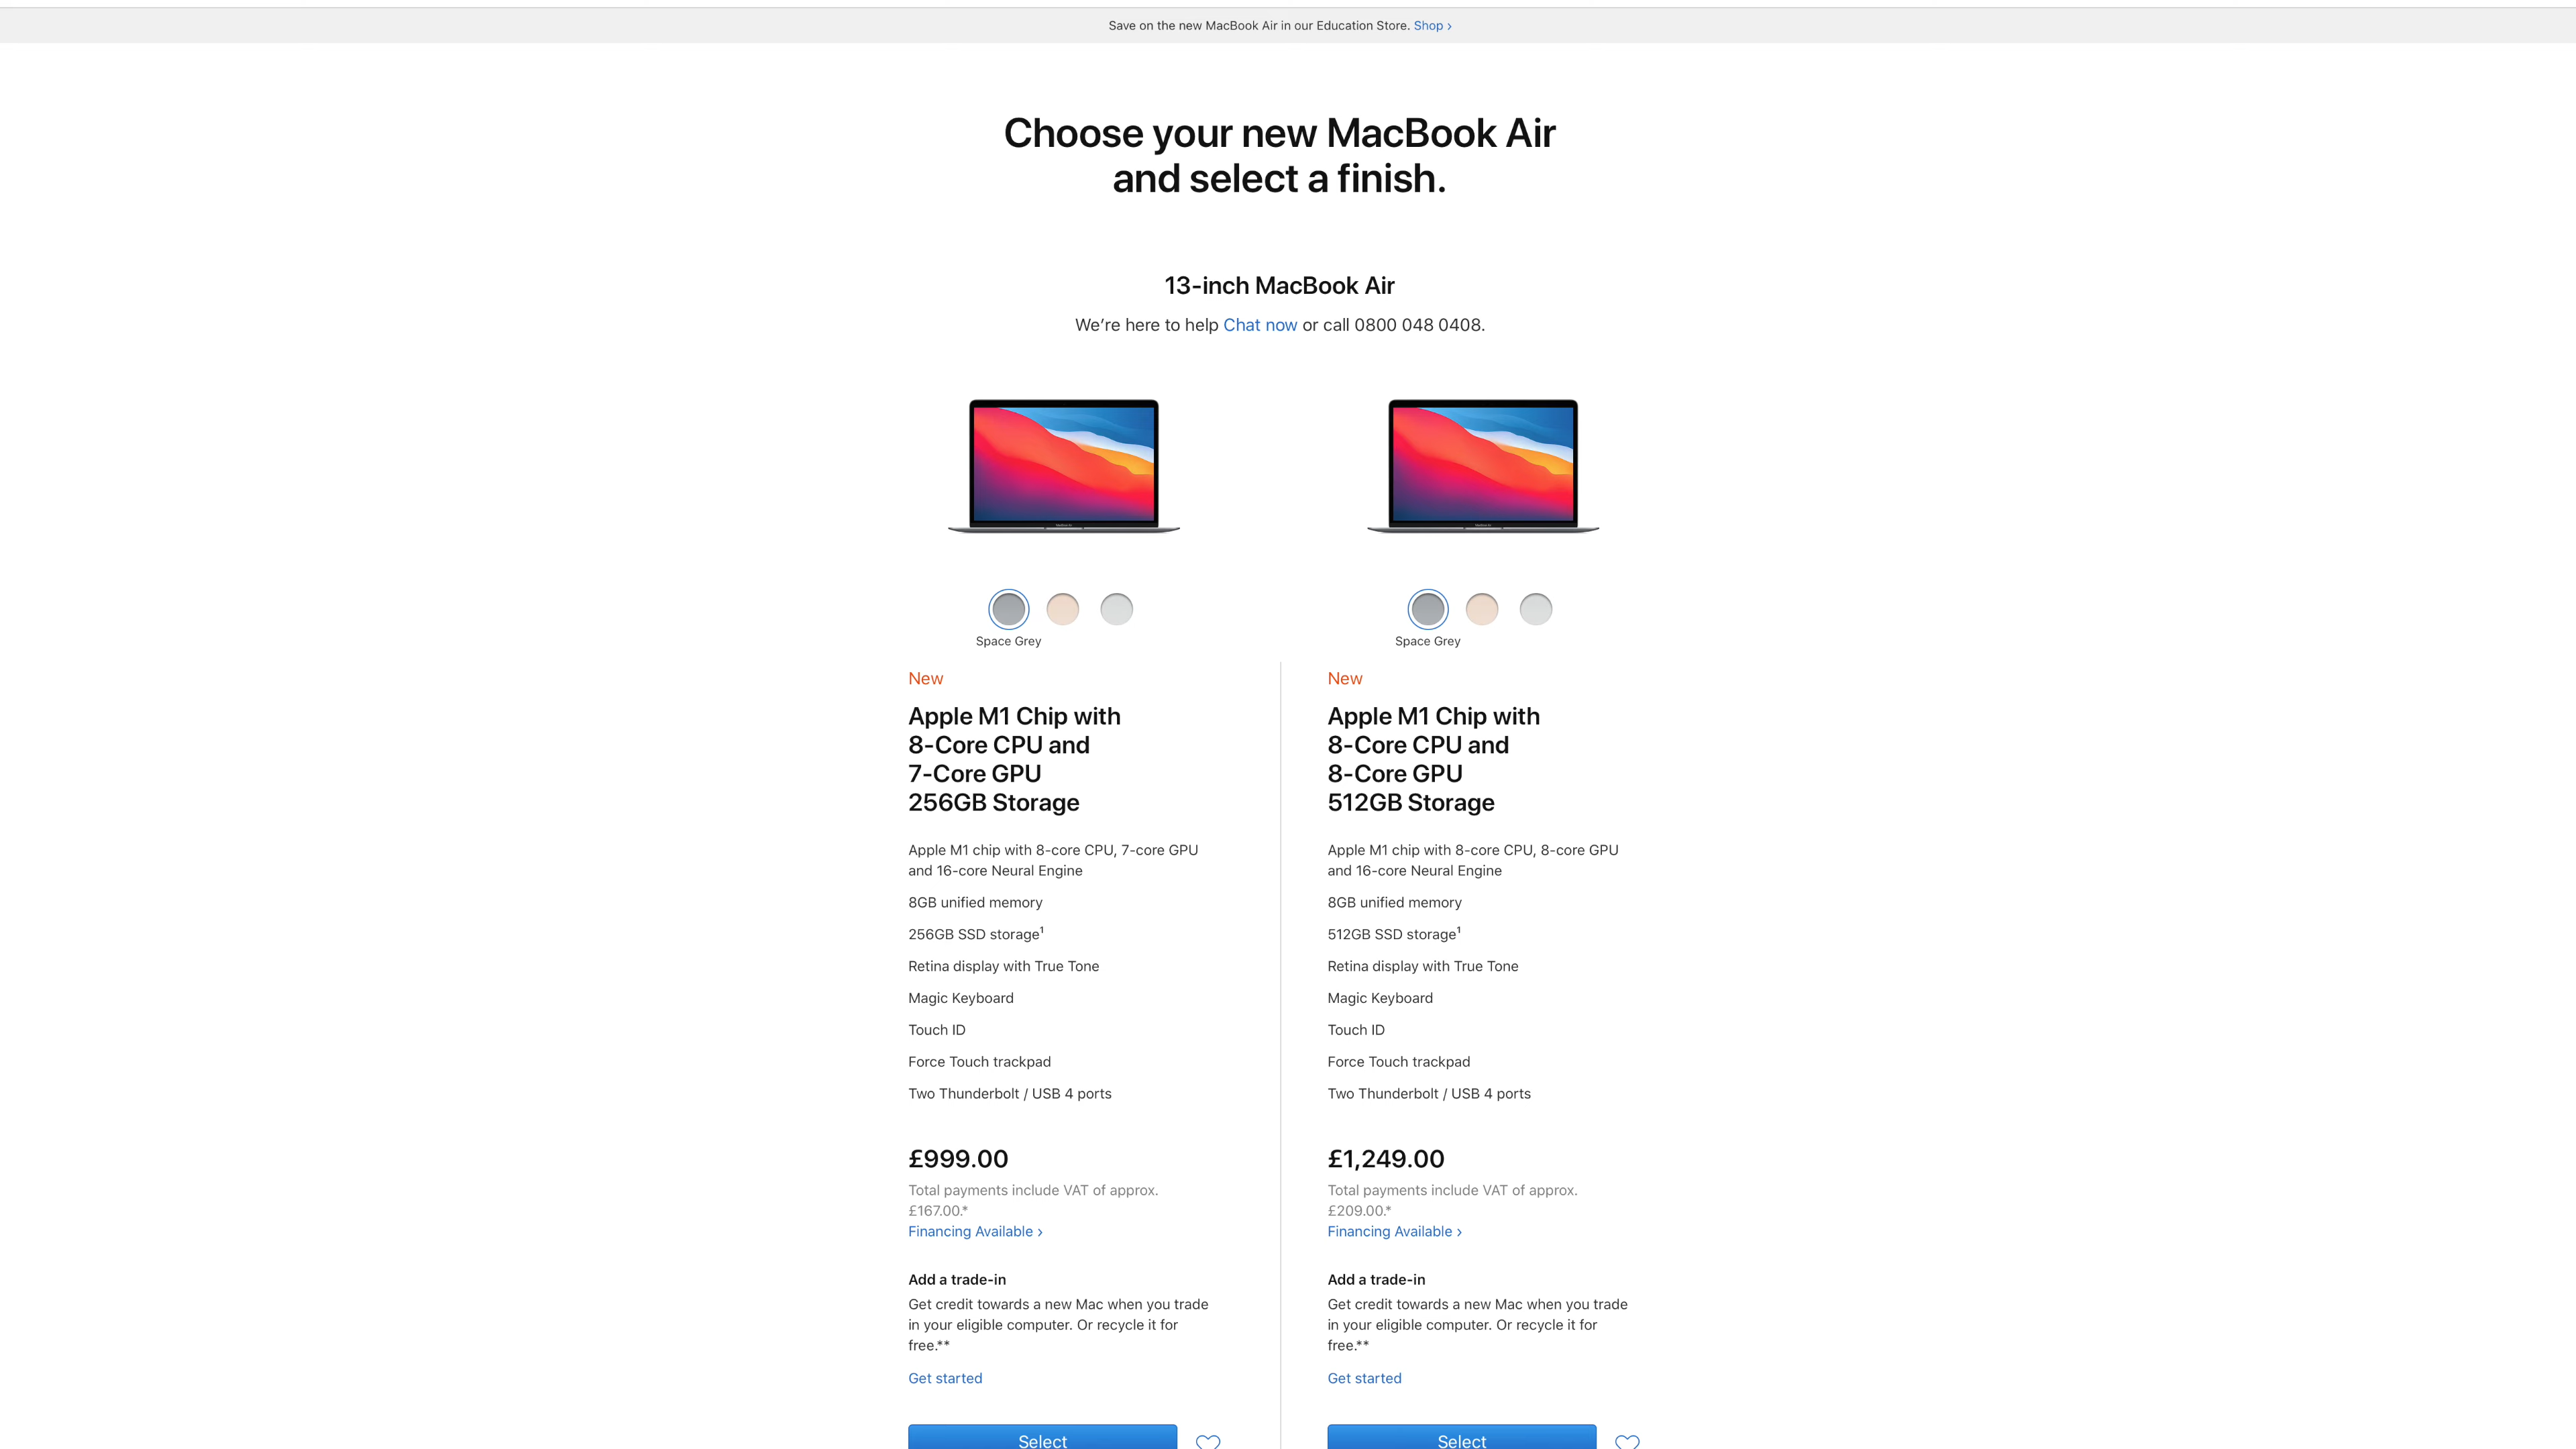 Save on the new MacBook Air in our Education Store. Shop ›
Choose your new MacBook Air
and select a finish.
13-inch MacBook Air
We're here to help Chat now or call 0800 048 0408.
Space Grey
New
Apple M1 Chip with
8-Core CPU and
7-Core GPU
256GB Storage
Apple M1 chip with 8-core CPU, 7-core GPU
and 16-core Neural Engine
8GB unified memory
256GB SSD storage¹
Retina display with True Tone
Magic Keyboard
Touch ID
Force Touch trackpad
Two Thunderbolt / USB 4 ports
£999.00
Total payments include VAT of approx.
£167.00.*
Financing Available ›
Add a trade-in
Get credit towards a new Mac when you trade
in your eligible computer. Or recycle it for
free.**
Get started
Select
Space Grey
New
Apple M1 Chip with
8-Core CPU and
8-Core GPU
512GB Storage
Apple M1 chip with 8-core CPU, 8-core GPU
and 16-core Neural Engine
8GB unified memory
512GB SSD storage¹
Retina display with True Tone
Magic Keyboard
Touch ID
Force Touch trackpad
Two Thunderbolt / USB 4 ports
£1,249.00
Total payments include VAT of approx.
£209.00.*
Financing Available ›
Add a trade-in
Get credit towards a new Mac when you trade
in your eligible computer. Or recycle it for
free.**
Get started
Select